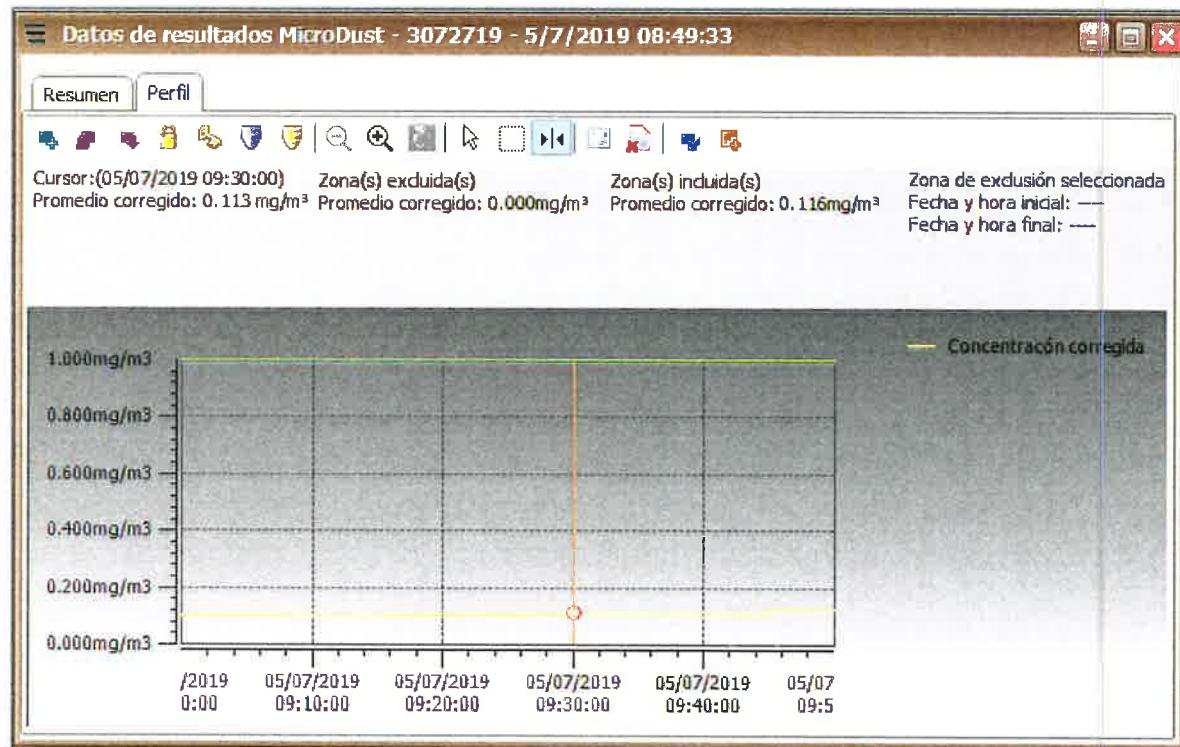 Datos de resultados MicroDust - 3072719 - 5/7/2019 08:49:33
Resumen Perfil
Cursor:(05/07/2019 09:30:00)
Promedio corregido: 0.113 mg/m³
Zona(s) excluida(s)
Promedio corregido: 0.000mg/m³
Zona(s) incluida(s)
Promedio corregido: 0.116mg/m³
Zona de exclusión seleccionada
Fecha y hora inicial: ----
Fecha y hora final: ----
Concentracón corregida
1.000mg/m3
0.800mg/m3
0.600mg/m3
0.400mg/m3
0.200mg/m3
0.000mg/m3
/2019 05/07/2019 05/07/2019 05/07/2019 05/07/2019 05/07
0:00 09:10:00 09:20:00 09:30:00 09:40:00 09:5